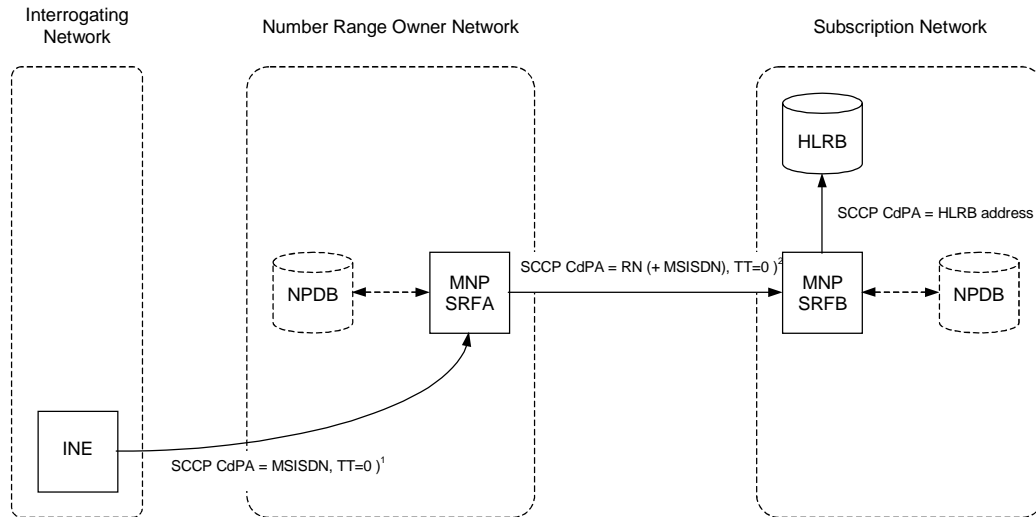 Interrogating
Network
Number Range Owner Network
Subscription Network
HLRB
SCCP CdPA = HLRB address
SCCP CdPA = RN (+ MSISDN), TT=0 )2
NPDB
MNP
SRFA
MNP
SRFB
NPDB
INE
SCCP CdPA = MSISDN, TT=0 )1